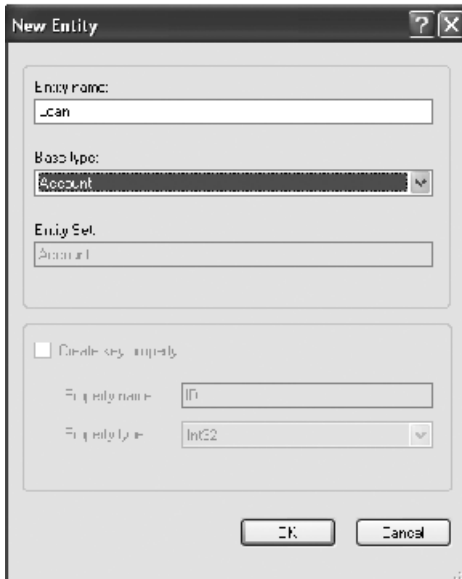 New Entity
Entity name:
Loan
Base type:
Account
Entity Set:
Account
Create key property
Property name
ID
Property type
Int32
OK
Cancel